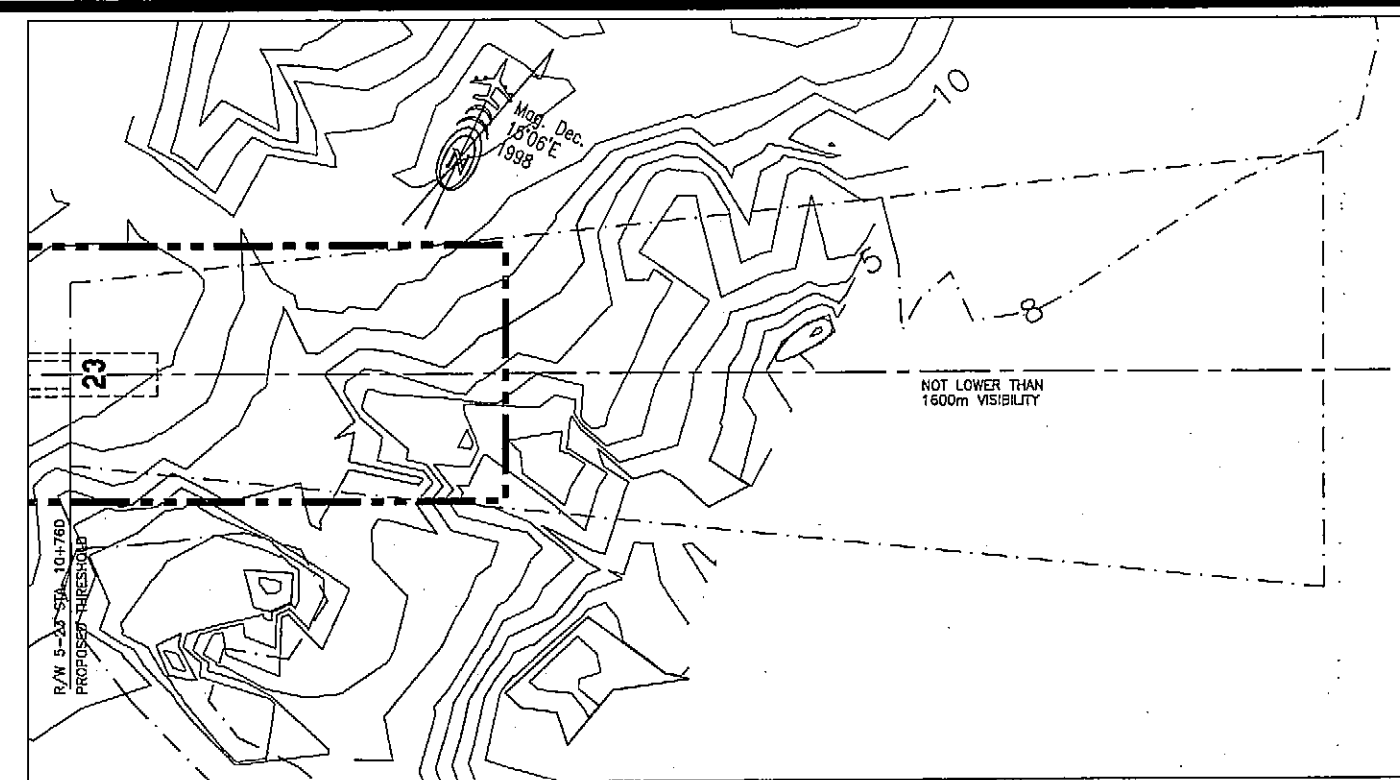 10
Mag. Dec.
18°06'E
1998
N
5
8
23
NOT LOWER THAN
1600m VISIBILITY
R/W 5-23 STA. 10+760
PROPOSED THRESHOLD